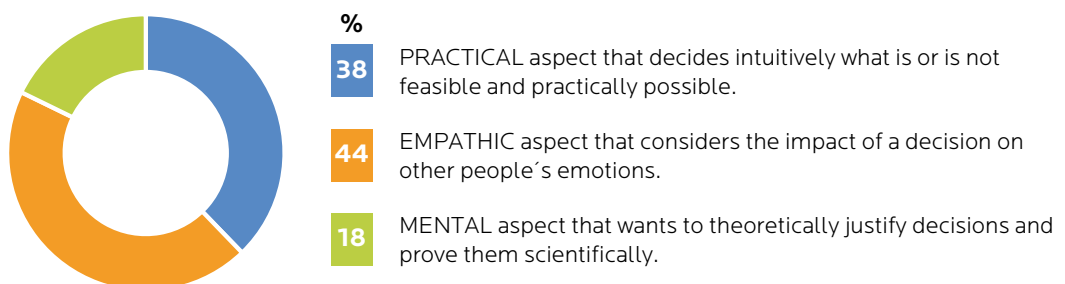 %
38
PRACTICAL aspect that decides intuitively what is or is not
feasible and practically possible.
44
EMPATHIC aspect that considers the impact of a decision on
other people´s emotions.
18
MENTAL aspect that wants to theoretically justify decisions and
prove them scientifically.